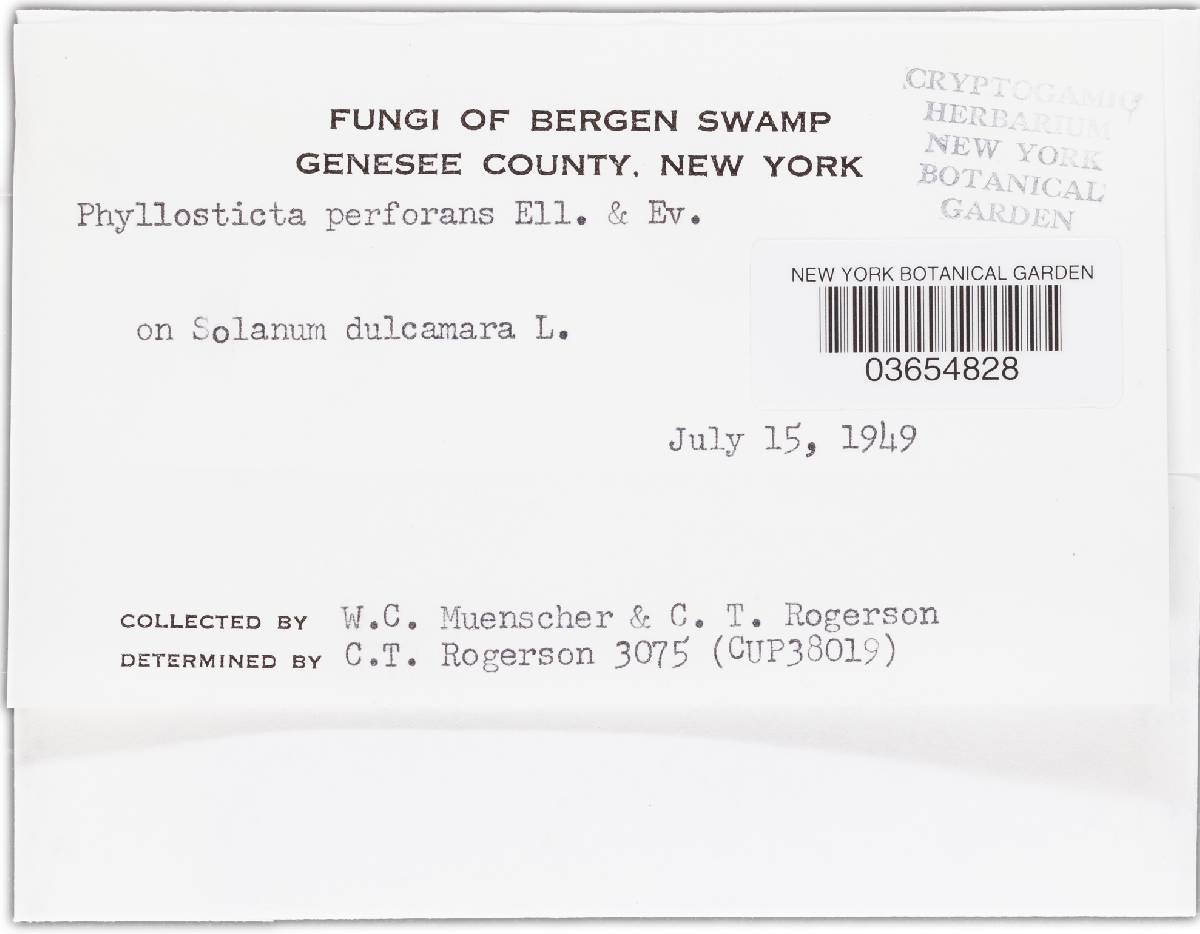 FUNGI OF BERGEN SWAMP
GENESEE COUNTY, NEW YORK
CRYPTOGAMIC
HERBARIUM
NEW YORK
BOTANICAL
GARDEN
Phyllosticta perforans Ell. & Ev.
NEW YORK BOTANICAL GARDEN
03654828
on Solanum dulcamara L.
July 15, 1949
COLLECTED BY W.C. Muenscher & C. T. Rogerson
DETERMINED BY C.T. Rogerson 3075 (CUP38019)